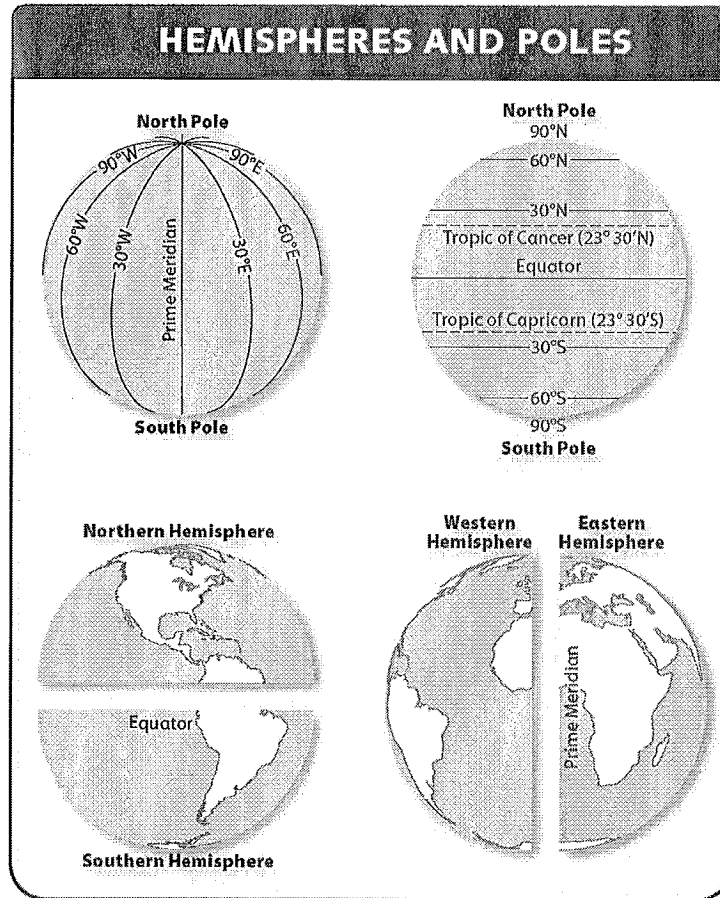 HEMISPHERES AND POLES
North Pole
90°W
90°E
60°W
30°W
Prime Meridian
30°E
60°E
South Pole
North Pole
90°N
60°N
30°N
Tropic of Cancer (23° 30'N)
Equator
Tropic of Capricorn (23° 30'S)
30°S
60°S
90°S
South Pole
Northern Hemisphere
Equator
Southern Hemisphere
Western
Hemisphere
Eastern
Hemisphere
Prime Meridian